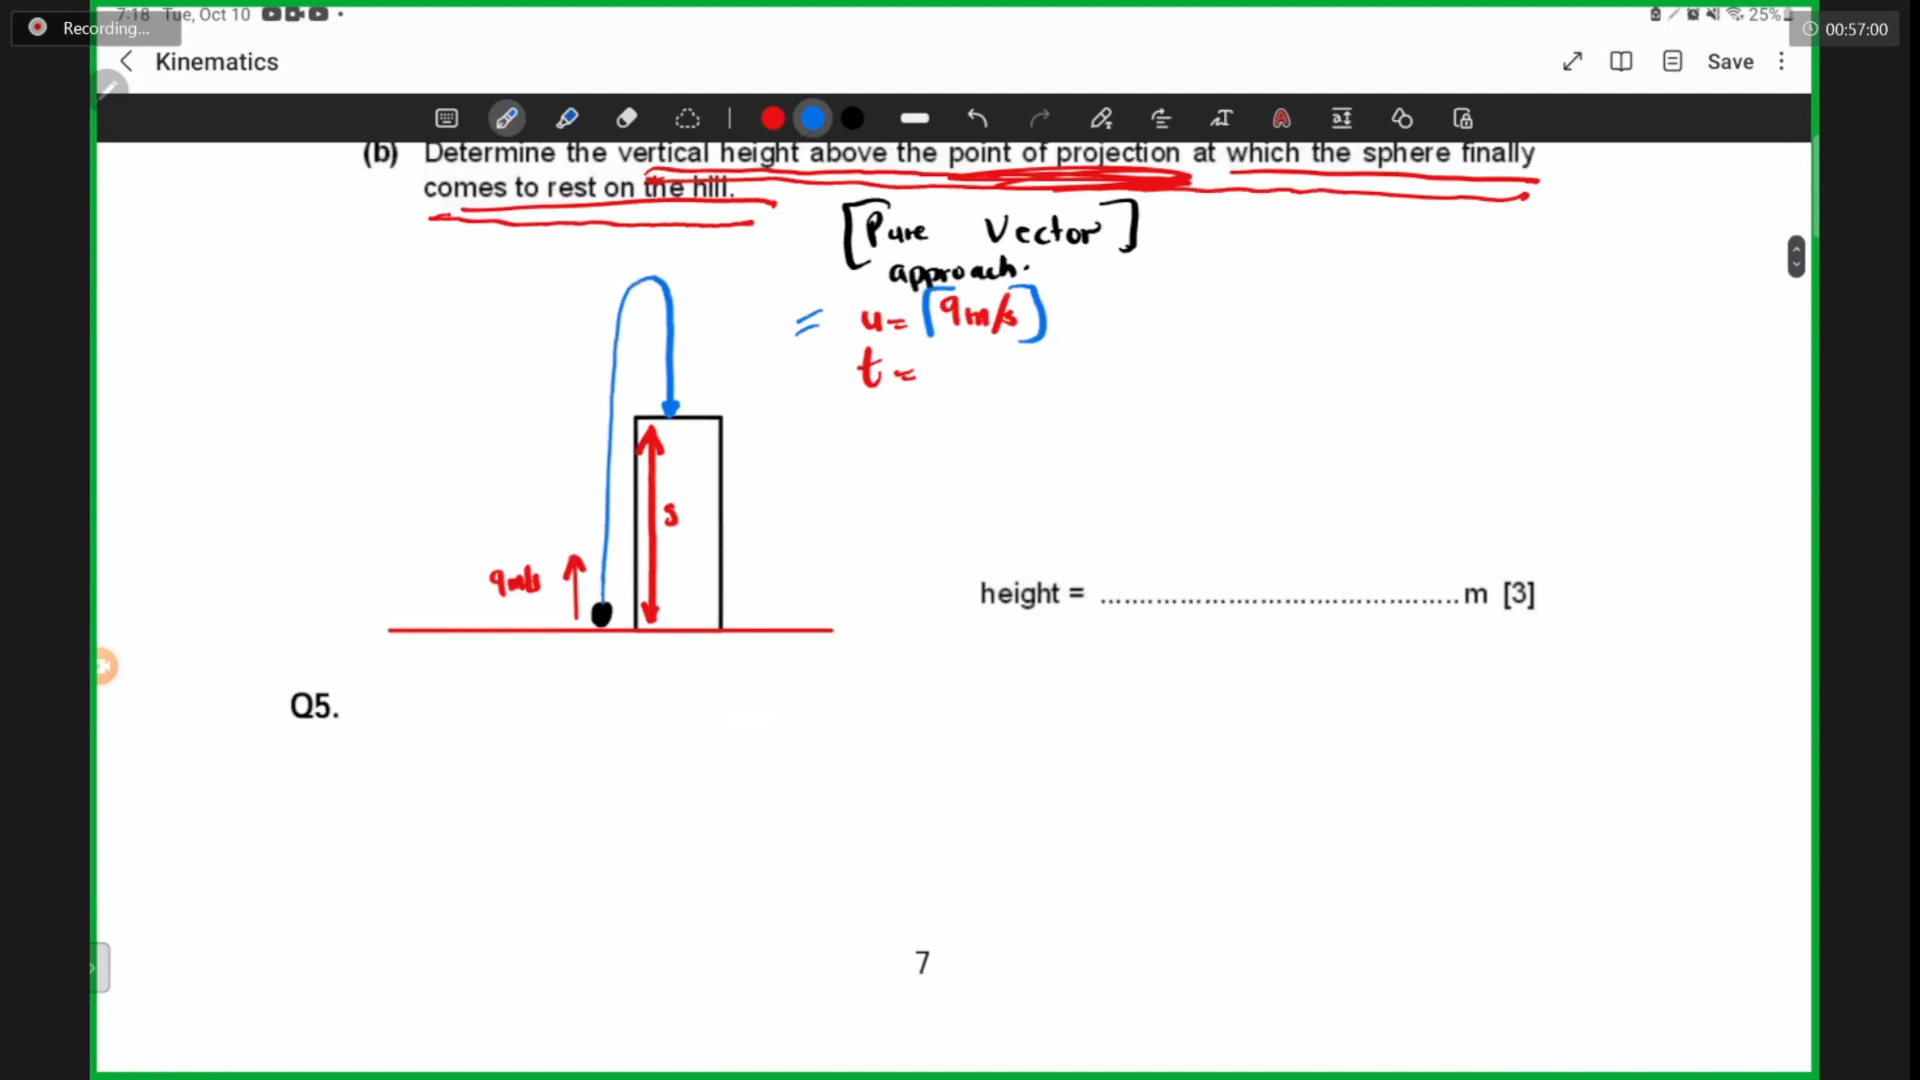 7:18 Tue, Oct 10
25%
Recording...
00:57:00
Kinematics
Save
(b) Determine the vertical height above the point of projection at which the sphere finally
comes to rest on the hill.
[Pure Vector]
approach.
= u = [9m/s]
t =
s
9m/s
height = ............................................ m [3]
Q5.
7